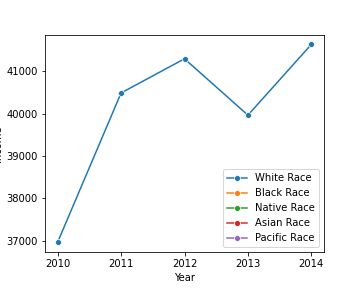 41000
40000
39000
38000
37000
2010 2011 2012 2013 2014
Year
White Race
Black Race
Native Race
Asian Race
Pacific Race